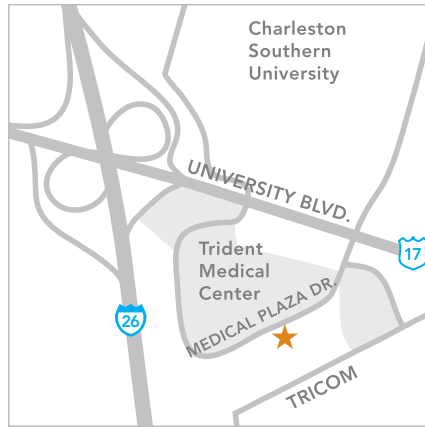 Charleston
Southern
University
UNIVERSITY BLVD.
17
Trident
Medical
Center
MEDICAL PLAZA DR.
26
TRICOM